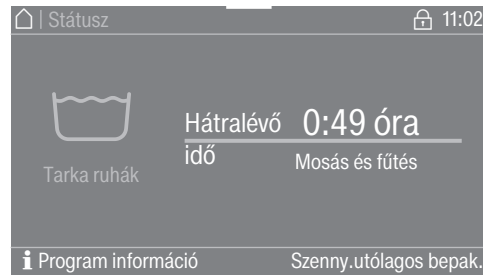 | Státusz 11:02
Hátralévő idő
0:49 óra
Mosás és fűtés
Tarka ruhák
i Program információ Szenny.utólagos bepak.